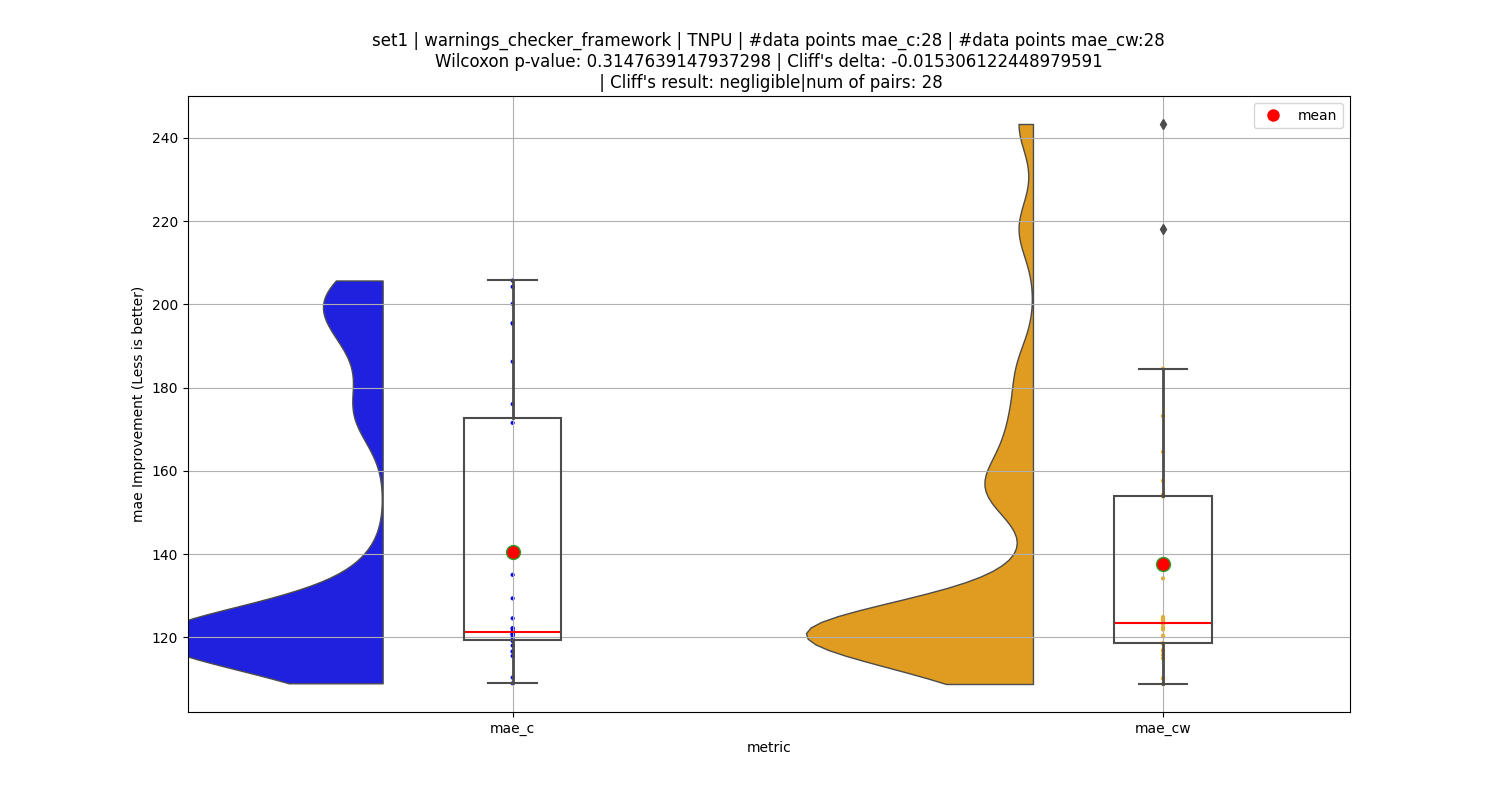 set1 | warnings_checker_framework | TNPU | #data points mae_c:28 | #data points mae_cw:28
Wilcoxon p-value: 0.3147639147937298 | Cliff's delta: -0.015306122448979591
| Cliff's result: negligible|num of pairs: 28
mean
240
220
200
180
160
140
120
mae Improvement (Less is better)
mae_c
mae_cw
metric